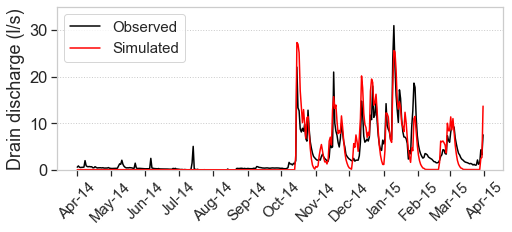 Drain discharge (l/s)
30
20
10
0
Observed
Simulated
Apr-14
May-14
Jun-14
Jul-14
Aug-14
Sep-14
Oct-14
Nov-14
Dec-14
Jan-15
Feb-15
Mar-15
Apr-15